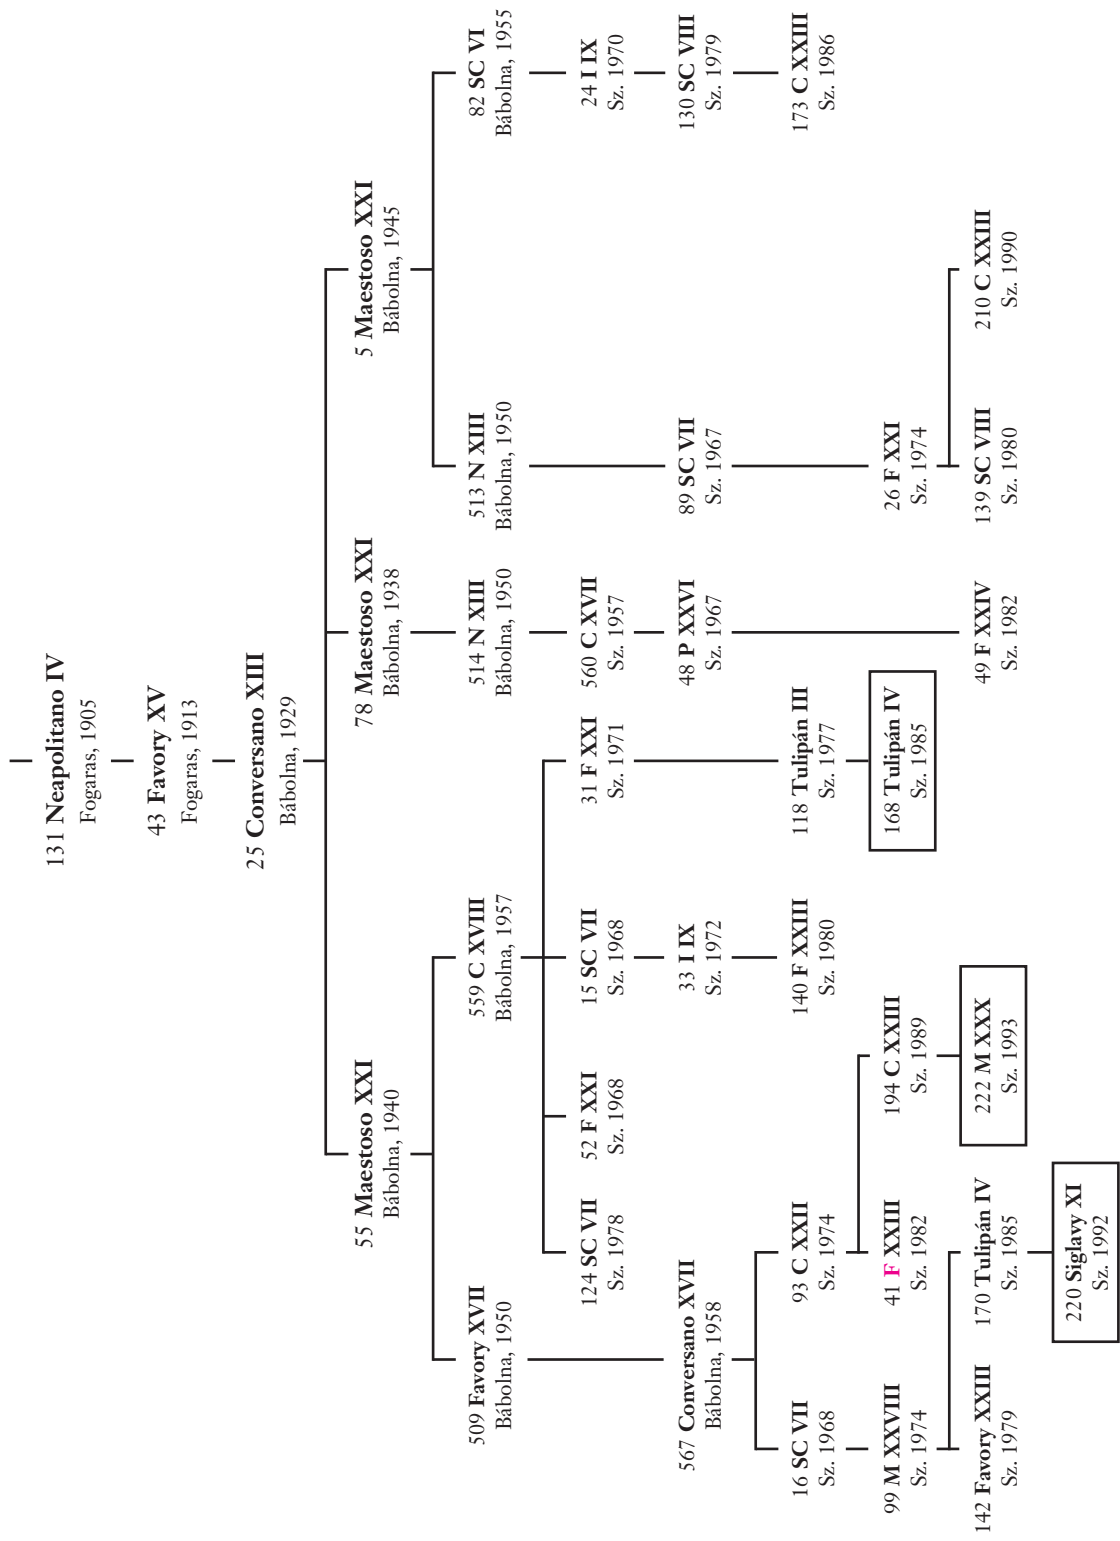 131 Neapolitano IV
Fogaras, 1905
43 Favory XV
Fogaras, 1913
25 Conversano XIII
Bábolna, 1929
55 Maestoso XXI
Bábolna, 1940
78 Maestoso XXI
Bábolna, 1938
5 Maestoso XXI
Bábolna, 1945
509 Favory XVII
Bábolna, 1950
559 C XVIII
Bábolna, 1957
514 N XIII
Bábolna, 1950
513 N XIII
Bábolna, 1950
82 SC VI
Bábolna, 1955
124 SC VII
Sz. 1978
52 F XXI
Sz. 1968
15 SC VII
Sz. 1968
31 F XXI
Sz. 1971
560 C XVII
Sz. 1957
24 I IX
Sz. 1970
567 Conversano XVII
Bábolna, 1958
33 I IX
Sz. 1972
48 P XXVI
Sz. 1967
89 SC VII
Sz. 1967
130 SC VIII
Sz. 1979
16 SC VII
Sz. 1968
93 C XXII
Sz. 1974
140 F XXIII
Sz. 1980
118 Tulipán III
Sz. 1977
173 C XXIII
Sz. 1986
99 M XXVIII
Sz. 1974
41 F XXIII
Sz. 1982
194 C XXIII
Sz. 1989
168 Tulipán IV
Sz. 1985
26 F XXI
Sz. 1974
142 Favory XXIII
Sz. 1979
170 Tulipán IV
Sz. 1985
222 M XXX
Sz. 1993
49 F XXIV
Sz. 1982
139 SC VIII
Sz. 1980
210 C XXIII
Sz. 1990
220 Siglavy XI
Sz. 1992